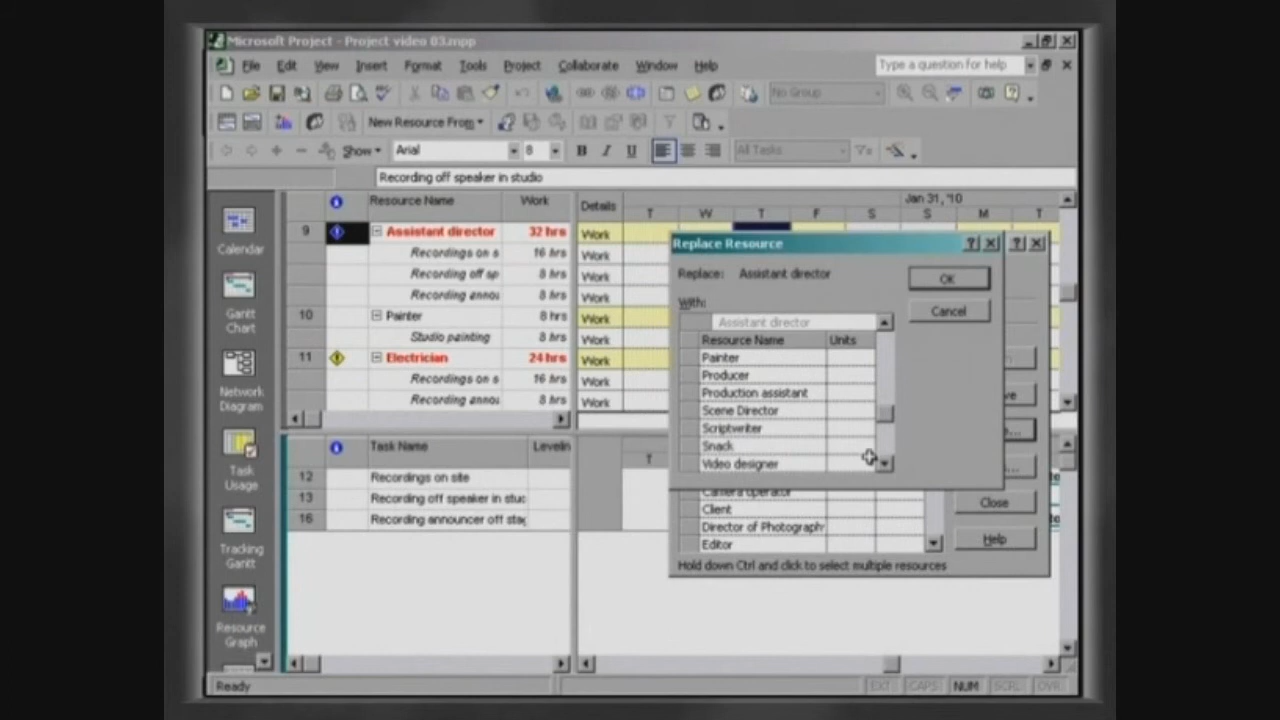 Microsoft Project - Project video 03.mpp
File Edit View Insert Format Tools Project Collaborate Window Help
Type a question for help
No Group
New Resource From
Show Arial 8 B I U All Tasks
Recording off speaker in studio
Resource Name Work Details Jan 31, '10
T W T F S S M T
9 Assistant director 32 hrs Work
Recordings on s 16 hrs Work
Recording off sp 8 hrs Work
Recording annou 8 hrs Work
10 Painter 8 hrs Work
Studio painting 8 hrs Work
11 Electrician 24 hrs Work
Recordings on s 16 hrs Work
Recording annou 8 hrs Work
Calendar
Gantt
Chart
Network
Diagram
Task
Usage
Tracking
Gantt
Resource
Graph
Task Name Levelin T
12 Recordings on site
13 Recording off speaker in stuc
16 Recording announcer off stag
Replace Resource
Replace: Assistant director
OK
With:
Cancel
Assistant director
Resource Name Units
Painter
Producer
Production assistant
Scene Director
Scriptwriter
Snack
Video designer
Camera operator
Client
Director of Photography
Editor
Close
Help
Hold down Ctrl and click to select multiple resources
Ready EXT CAPS NUM SCRL OVR